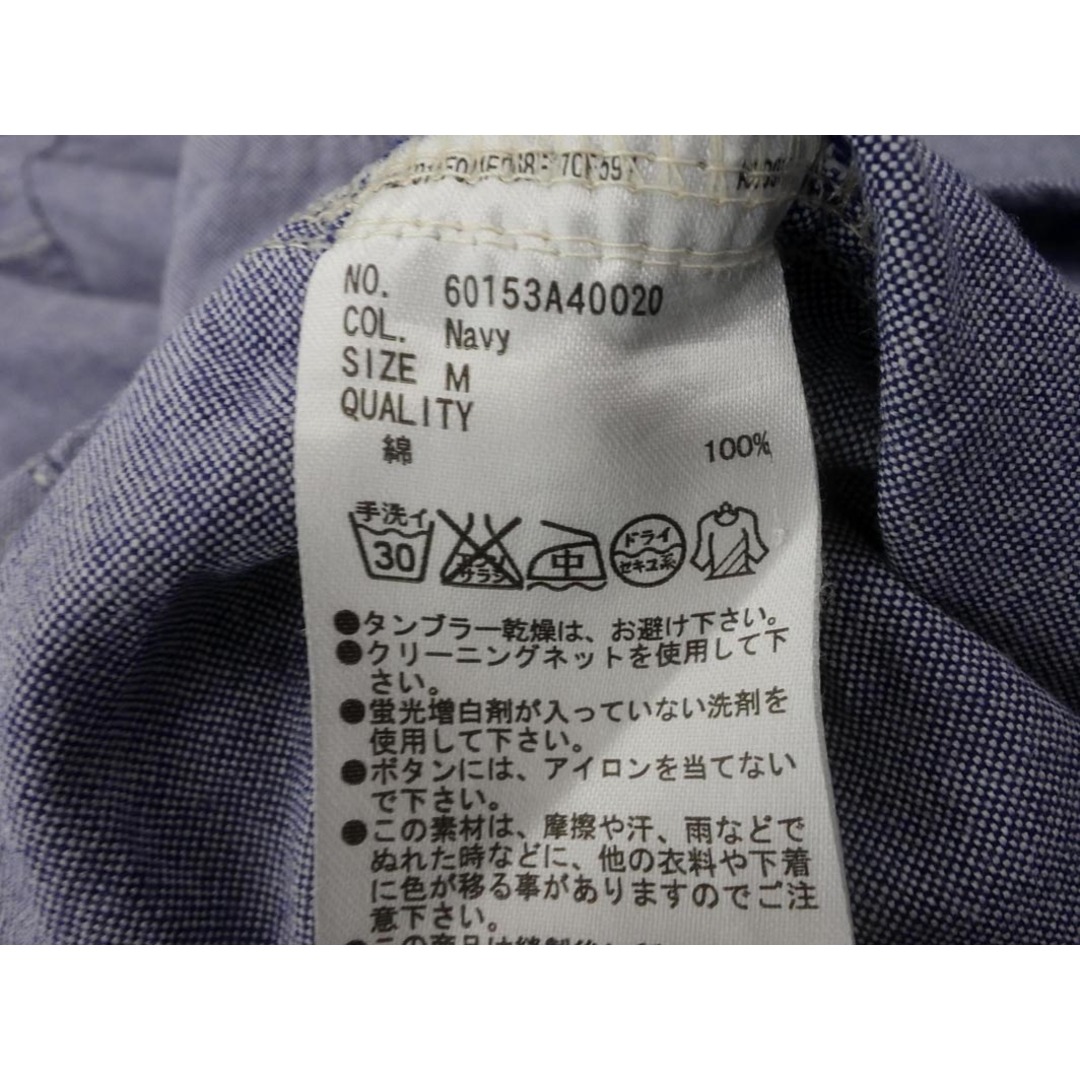 NO. 60153A40020
COL. Navy
SIZE M
QUALITY
綿 100%
手洗イ
30
中
ドライ
セキユ系
●タンブラー乾燥は、お避け下さい。
●クリーニングネットを使用して下
さい。
●蛍光増白剤が入っていない洗剤を
使用して下さい。
●ボタンには、アイロンを当てない
で下さい。
●この素材は、摩擦や汗、雨などで
ぬれた時などに、他の衣料や下着
に色が移る事がありますのでご注
意下さい。